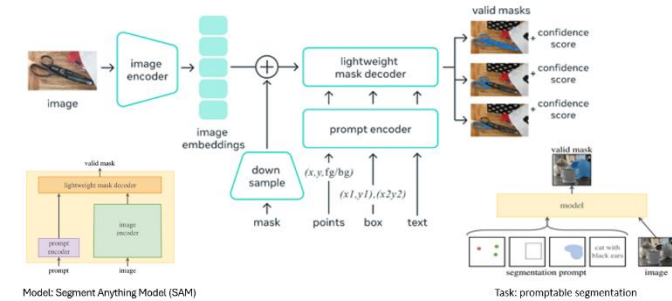 valid masks
image
image
encoder
image
embeddings
down
sample
mask
lightweight
mask decoder
prompt encoder
(x,y,fg/bg)
(x1,y1),(x2y2)
points
box
text
+ confidence
score
+ confidence
score
+ confidence
score
valid mask
lightweight mask decoder
image
encoder
prompt
encoder
prompt
image
Model: Segment Anything Model (SAM)
valid mask
model
cat with
black ears
segmentation prompt
image
Task: promptable segmentation